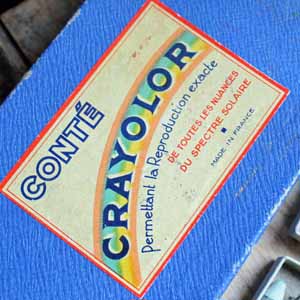 CONTÉ
CRAYOLOR
Permettant la Reproduction exacte
DE TOUTES LES NUANCES
DU SPECTRE SOLAIRE
MADE IN FRANCE